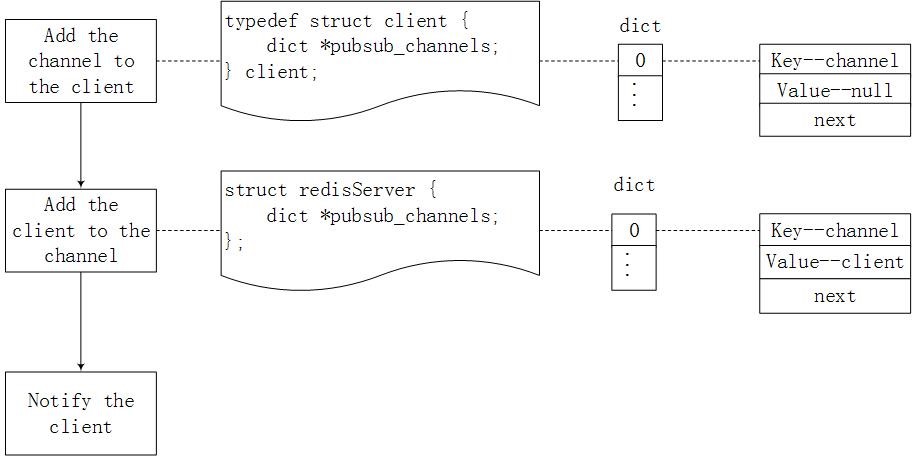 Add the
channel to
the client
typedef struct client {
    dict *pubsub_channels;
} client;
dict
0
⋮
Key--channel
Value--null
next
Add the
client to the
channel
struct redisServer {
    dict *pubsub_channels;
};
dict
0
⋮
Key--channel
Value--client
next
Notify the
client